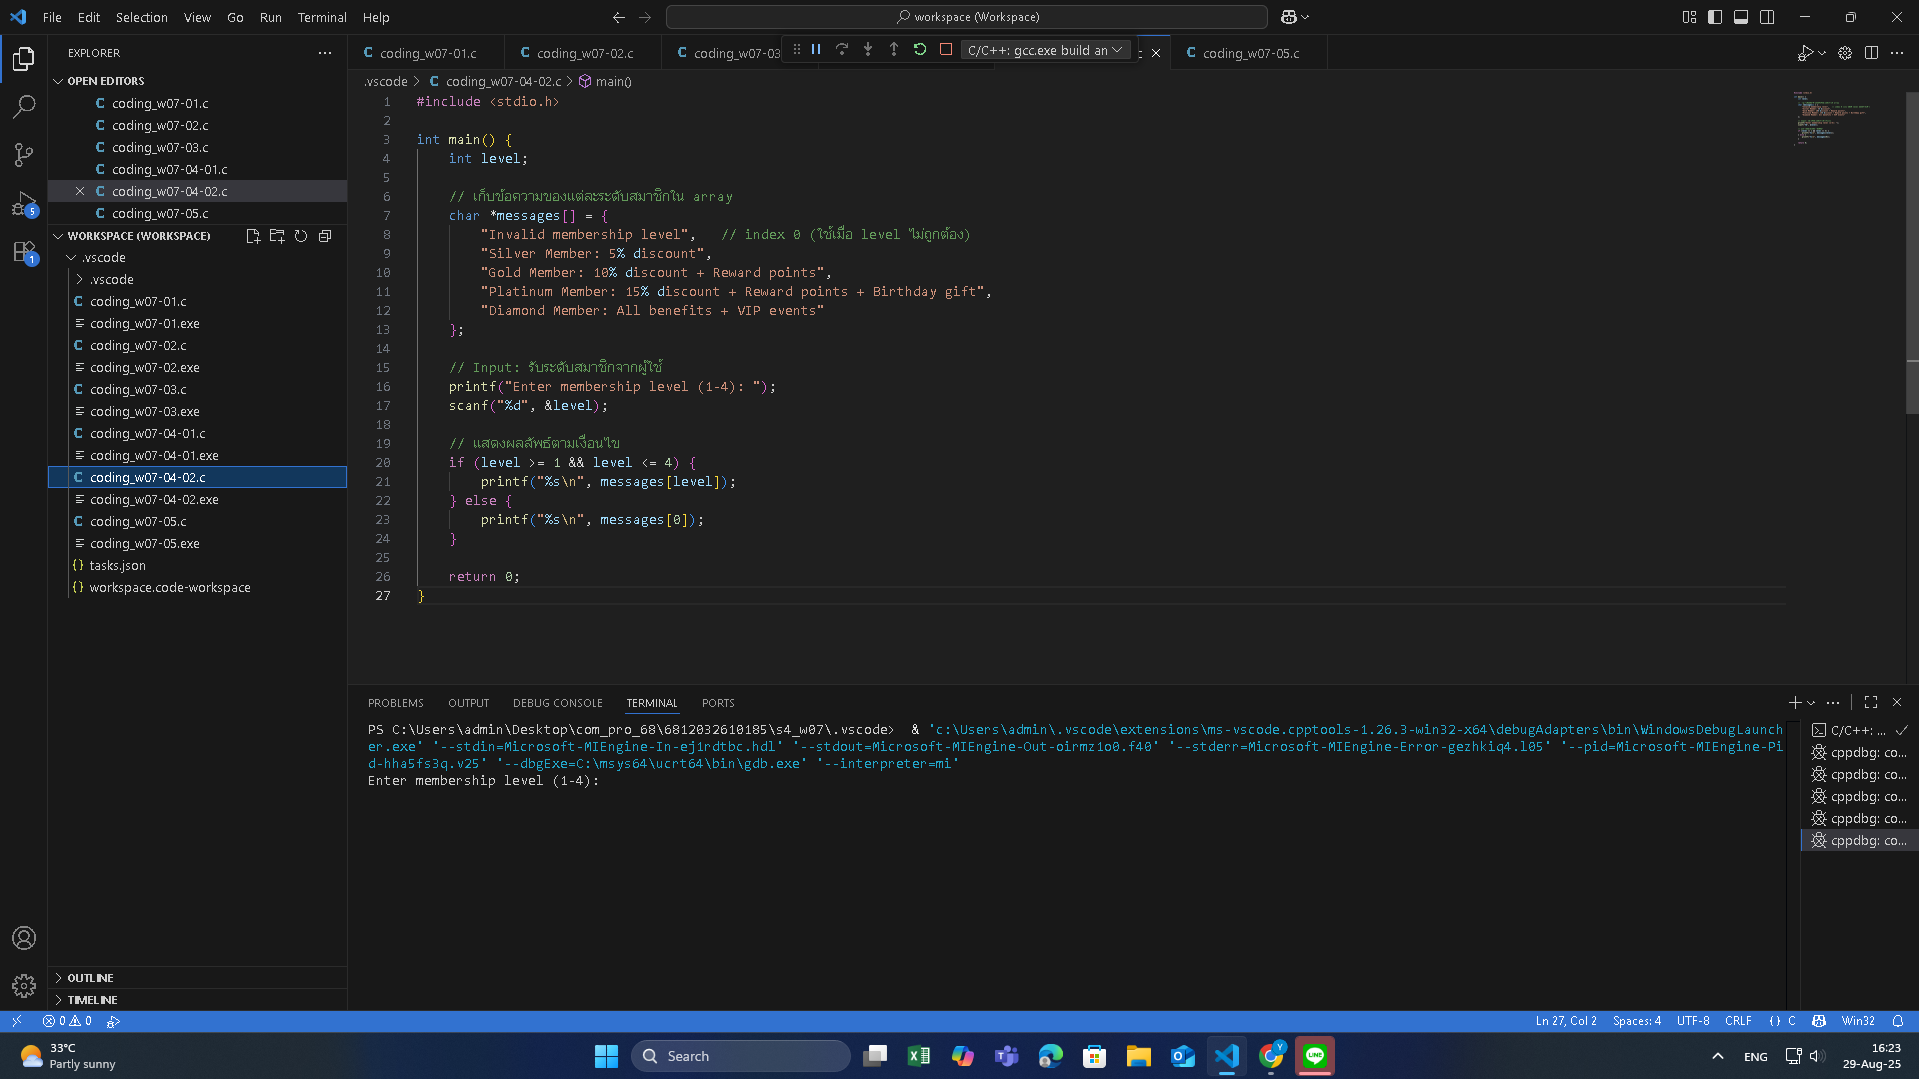 File Edit Selection View Go Run Terminal Help
workspace (Workspace)
EXPLORER
OPEN EDITORS
coding_w07-01.c
coding_w07-02.c
coding_w07-03.c
coding_w07-04-01.c
coding_w07-04-02.c
coding_w07-05.c
WORKSPACE (WORKSPACE)
.vscode
.vscode
coding_w07-01.c
coding_w07-01.exe
coding_w07-02.c
coding_w07-02.exe
coding_w07-03.c
coding_w07-03.exe
coding_w07-04-01.c
coding_w07-04-01.exe
coding_w07-04-02.c
coding_w07-04-02.exe
coding_w07-05.c
coding_w07-05.exe
tasks.json
workspace.code-workspace
OUTLINE
TIMELINE
5
1
coding_w07-01.c coding_w07-02.c coding_w07-03 C/C++: gcc.exe build an c coding_w07-05.c
.vscode > C coding_w07-04-02.c > main()
1 #include <stdio.h>
2
3 int main() {
4 int level;
5
6 // เก็บข้อความของแต่ละระดับสมาชิกใน array
7 char *messages[] = {
8 "Invalid membership level", // index 0 (ใช้เมื่อ level ไม่ถูกต้อง)
9 "Silver Member: 5% discount",
10 "Gold Member: 10% discount + Reward points",
11 "Platinum Member: 15% discount + Reward points + Birthday gift",
12 "Diamond Member: All benefits + VIP events"
13 };
14
15 // Input: รับระดับสมาชิกจากผู้ใช้
16 printf("Enter membership level (1-4): ");
17 scanf("%d", &level);
18
19 // แสดงผลลัพธ์ตามเงื่อนไข
20 if (level >= 1 && level <= 4) {
21 printf("%s\n", messages[level]);
22 } else {
23 printf("%s\n", messages[0]);
24 }
25
26 return 0;
27 }
PROBLEMS OUTPUT DEBUG CONSOLE TERMINAL PORTS
PS C:\Users\admin\Desktop\com_pro_68\6812032610185\s4_w07\.vscode> & 'c:\Users\admin\.vscode\extensions\ms-vscode.cpptools-1.26.3-win32-x64\debugAdapters\bin\WindowsDebugLaunch
er.exe' '--stdin=Microsoft-MIEngine-In-ej1rdtbc.hdl' '--stdout=Microsoft-MIEngine-Out-oirmz1o0.f40' '--stderr=Microsoft-MIEngine-Error-gezhkiq4.l05' '--pid=Microsoft-MIEngine-Pi
d-hha5fs3q.v25' '--dbgExe=C:\msys64\ucrt64\bin\gdb.exe' '--interpreter=mi'
Enter membership level (1-4):
C/C++: ...
cppdbg: co...
cppdbg: co...
cppdbg: co...
cppdbg: co...
cppdbg: co...
0 0 Ln 27, Col 2 Spaces: 4 UTF-8 CRLF {} C Win32
33°C
Partly sunny
Search
ENG
16:23
29-Aug-25